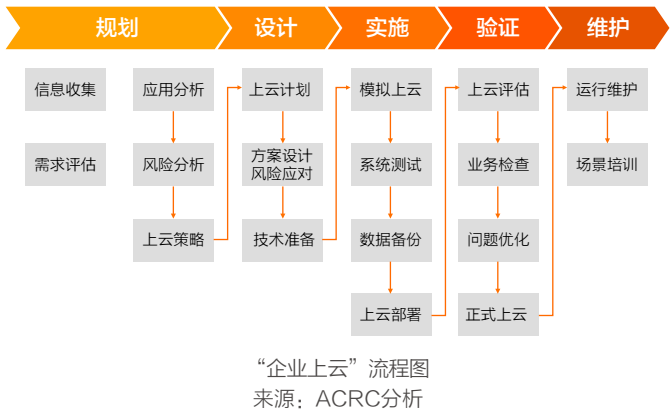 规划
设计
实施
验证
维护
信息收集
应用分析
上云计划
模拟上云
上云评估
运行维护
需求评估
风险分析
方案设计
风险应对
系统测试
业务检查
场景培训
上云策略
技术准备
数据备份
问题优化
上云部署
正式上云
“企业上云”流程图
来源：ACRC分析